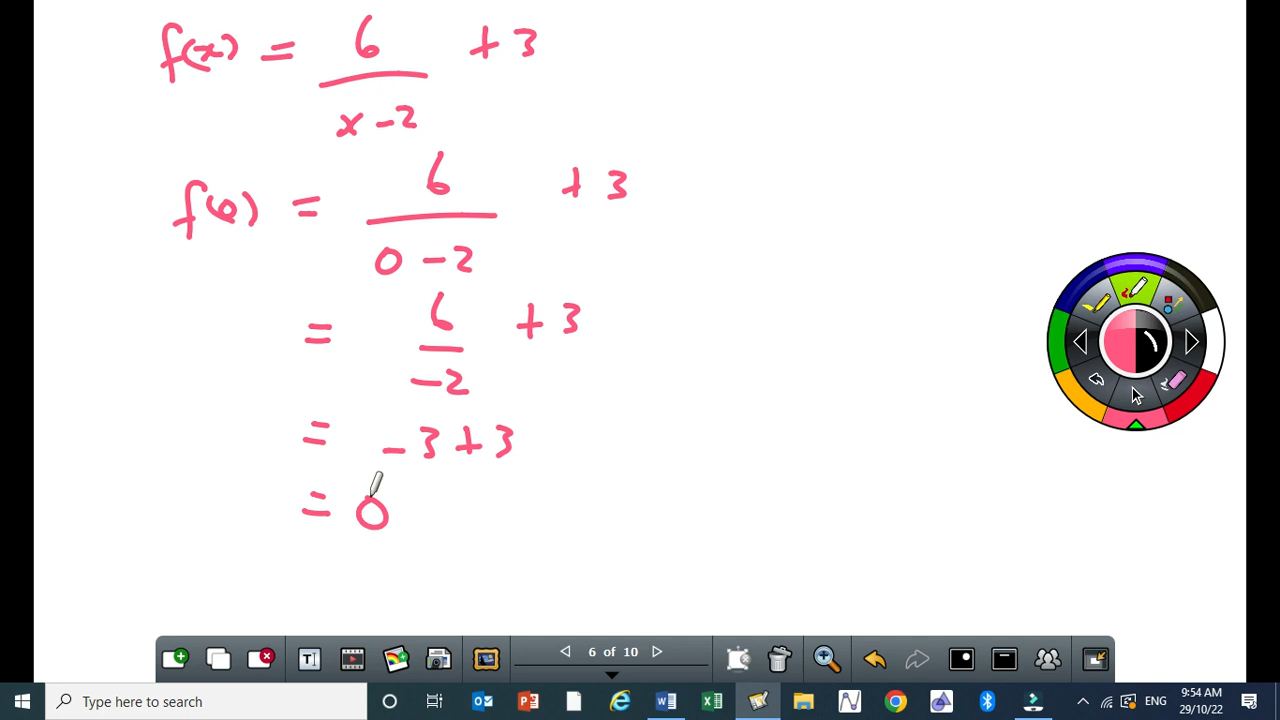 f(x) = 6/(x - 2) + 3
f(0) = 6/(0 - 2) + 3
= 6/-2 + 3
= -3 + 3
= 0
6 of 10
Type here to search
ENG
9:54 AM
29/10/22